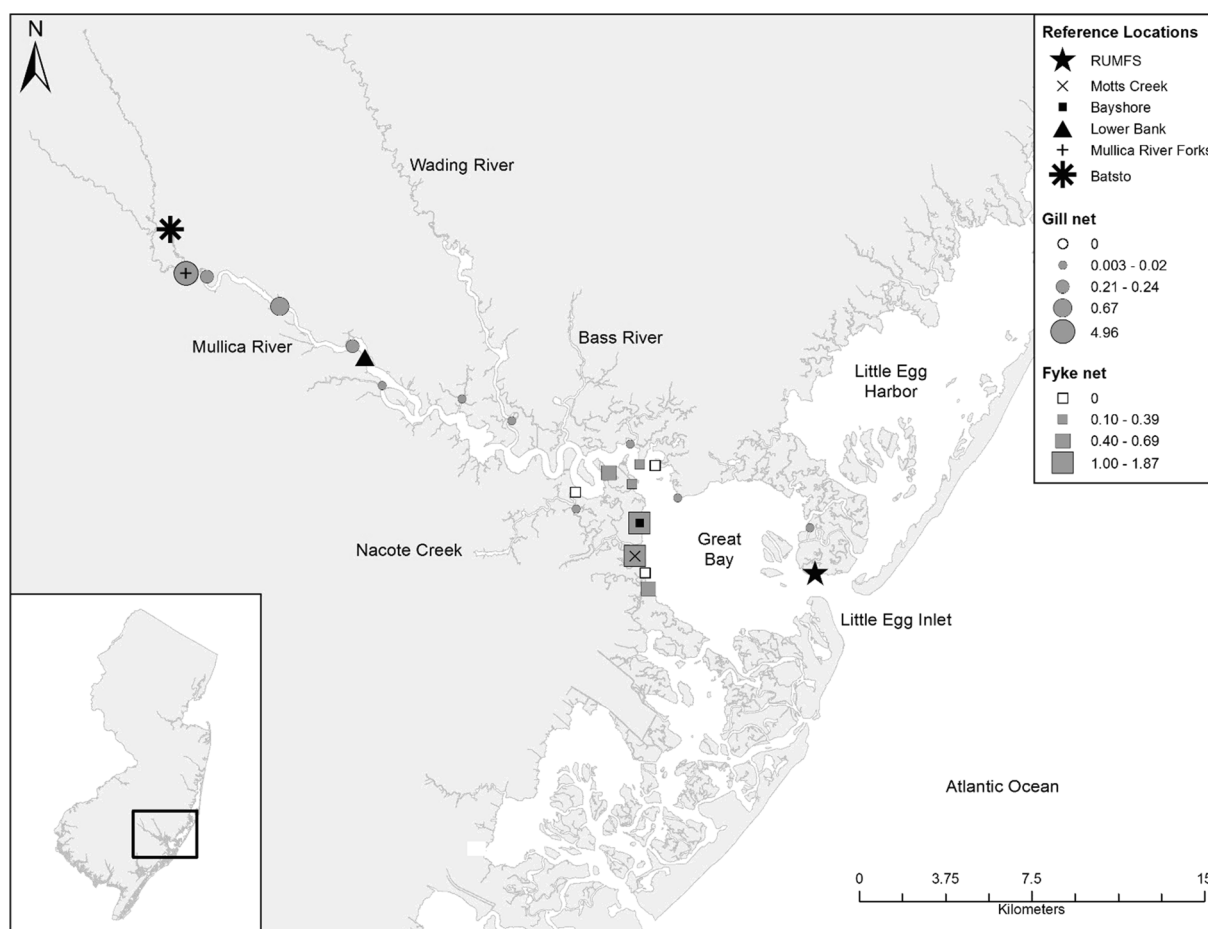 N
Wading River
Mullica River
Bass River
Little Egg
Harbor
Nacote Creek
Great
Bay
Little Egg Inlet
Atlantic Ocean
Reference Locations
RUMFS
Motts Creek
Bayshore
Lower Bank
Mullica River Forks
Batsto
Gill net
0
0.003 - 0.02
0.21 - 0.24
0.67
4.96
Fyke net
0
0.10 - 0.39
0.40 - 0.69
1.00 - 1.87
0 3.75 7.5 15
Kilometers